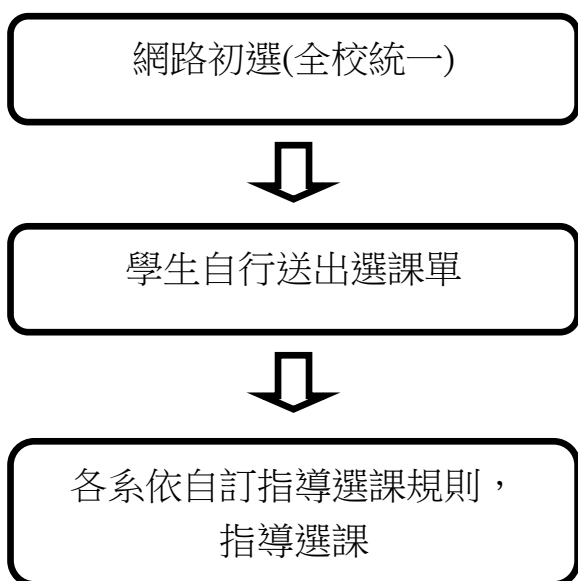 網路初選(全校統一)
學生自行送出選課單
各系依自訂指導選課規則，
指導選課